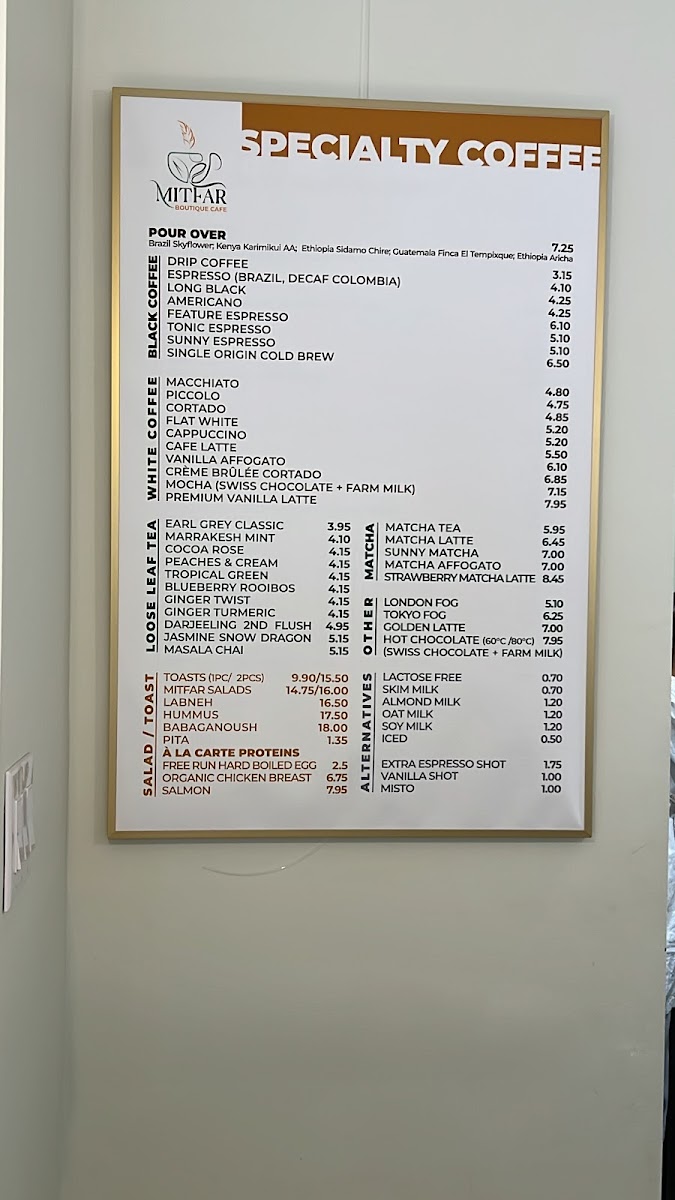 SPECIALTY COFFEE
MITFAR
BOUTIQUE CAFE
POUR OVER 7.25
Brazil Skyflower; Kenya Karimikui AA; Ethiopia Sidamo Chire; Guatemala Finca El Tempixque; Ethiopia Aricha
BLACK COFFEE
DRIP COFFEE 3.15
ESPRESSO (BRAZIL, DECAF COLOMBIA) 4.10
LONG BLACK 4.25
AMERICANO 4.25
FEATURE ESPRESSO 6.10
TONIC ESPRESSO 5.10
SUNNY ESPRESSO 5.10
SINGLE ORIGIN COLD BREW 6.50
WHITE COFFEE
MACCHIATO 4.80
PICCOLO 4.75
CORTADO 4.85
FLAT WHITE 5.20
CAPPUCCINO 5.20
CAFE LATTE 5.50
VANILLA AFFOGATO 6.10
CRÈME BRÛLÉE CORTADO 6.85
MOCHA (SWISS CHOCOLATE + FARM MILK) 7.15
PREMIUM VANILLA LATTE 7.95
LOOSE LEAF TEA
EARL GREY CLASSIC 3.95
MARRAKESH MINT 4.10
COCOA ROSE 4.15
PEACHES & CREAM 4.15
TROPICAL GREEN 4.15
BLUEBERRY ROOIBOS 4.15
GINGER TWIST 4.15
GINGER TURMERIC 4.15
DARJEELING 2ND FLUSH 4.95
JASMINE SNOW DRAGON 5.15
MASALA CHAI 5.15
MATCHA
MATCHA TEA 5.95
MATCHA LATTE 6.45
SUNNY MATCHA 7.00
MATCHA AFFOGATO 7.00
STRAWBERRY MATCHA LATTE 8.45
OTHER
LONDON FOG 5.10
TOKYO FOG 6.25
GOLDEN LATTE 7.00
HOT CHOCOLATE (60°C /80°C) 7.95
(SWISS CHOCOLATE + FARM MILK)
SALAD / TOAST
TOASTS (1PC/ 2PCS) 9.90/15.50
MITFAR SALADS 14.75/16.00
LABNEH 16.50
HUMMUS 17.50
BABAGANOUSH 18.00
PITA 1.35
À LA CARTE PROTEINS
FREE RUN HARD BOILED EGG 2.5
ORGANIC CHICKEN BREAST 6.75
SALMON 7.95
ALTERNATIVES
LACTOSE FREE 0.70
SKIM MILK 0.70
ALMOND MILK 1.20
OAT MILK 1.20
SOY MILK 1.20
ICED 0.50
EXTRA ESPRESSO SHOT 1.75
VANILLA SHOT 1.00
MISTO 1.00